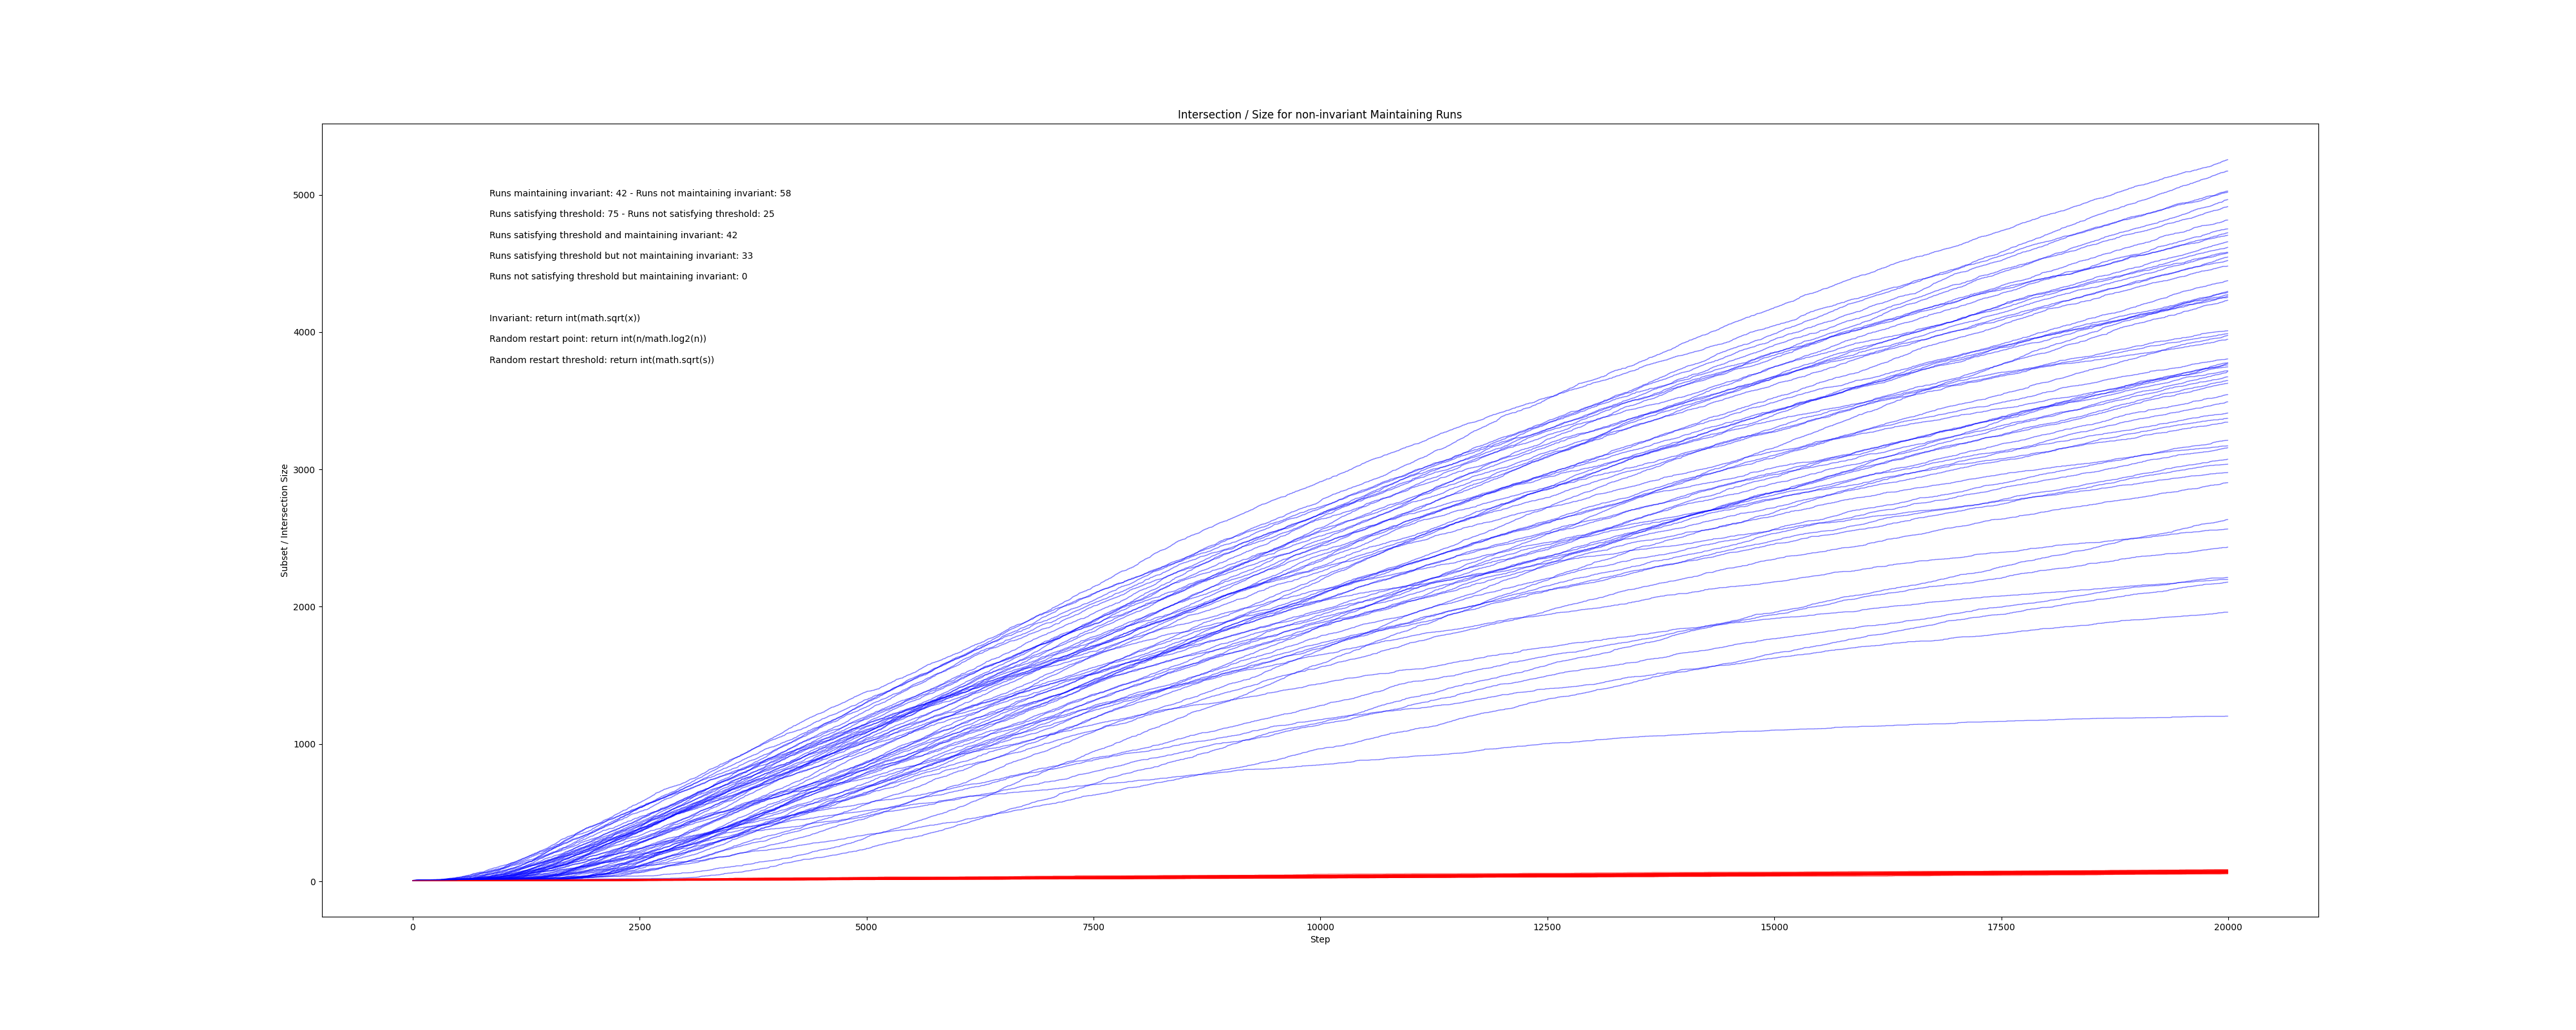 Intersection / Size for non-invariant Maintaining Runs
5000
4000
3000
2000
1000
0
Subset / Intersection Size
Runs maintaining invariant: 42 - Runs not maintaining invariant: 58
Runs satisfying threshold: 75 - Runs not satisfying threshold: 25
Runs satisfying threshold and maintaining invariant: 42
Runs satisfying threshold but not maintaining invariant: 33
Runs not satisfying threshold but maintaining invariant: 0
Invariant: return int(math.sqrt(x))
Random restart point: return int(n/math.log2(n))
Random restart threshold: return int(math.sqrt(s))
0 2500 5000 7500 10000 12500 15000 17500 20000
Step